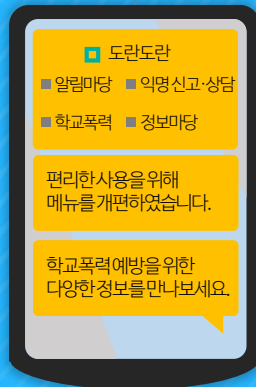 도란도란
알림마당 익명 신고·상담
학교폭력 정보마당
편리한 사용을 위해
메뉴를 개편하였습니다.
학교폭력 예방을 위한
다양한 정보를 만나보세요.